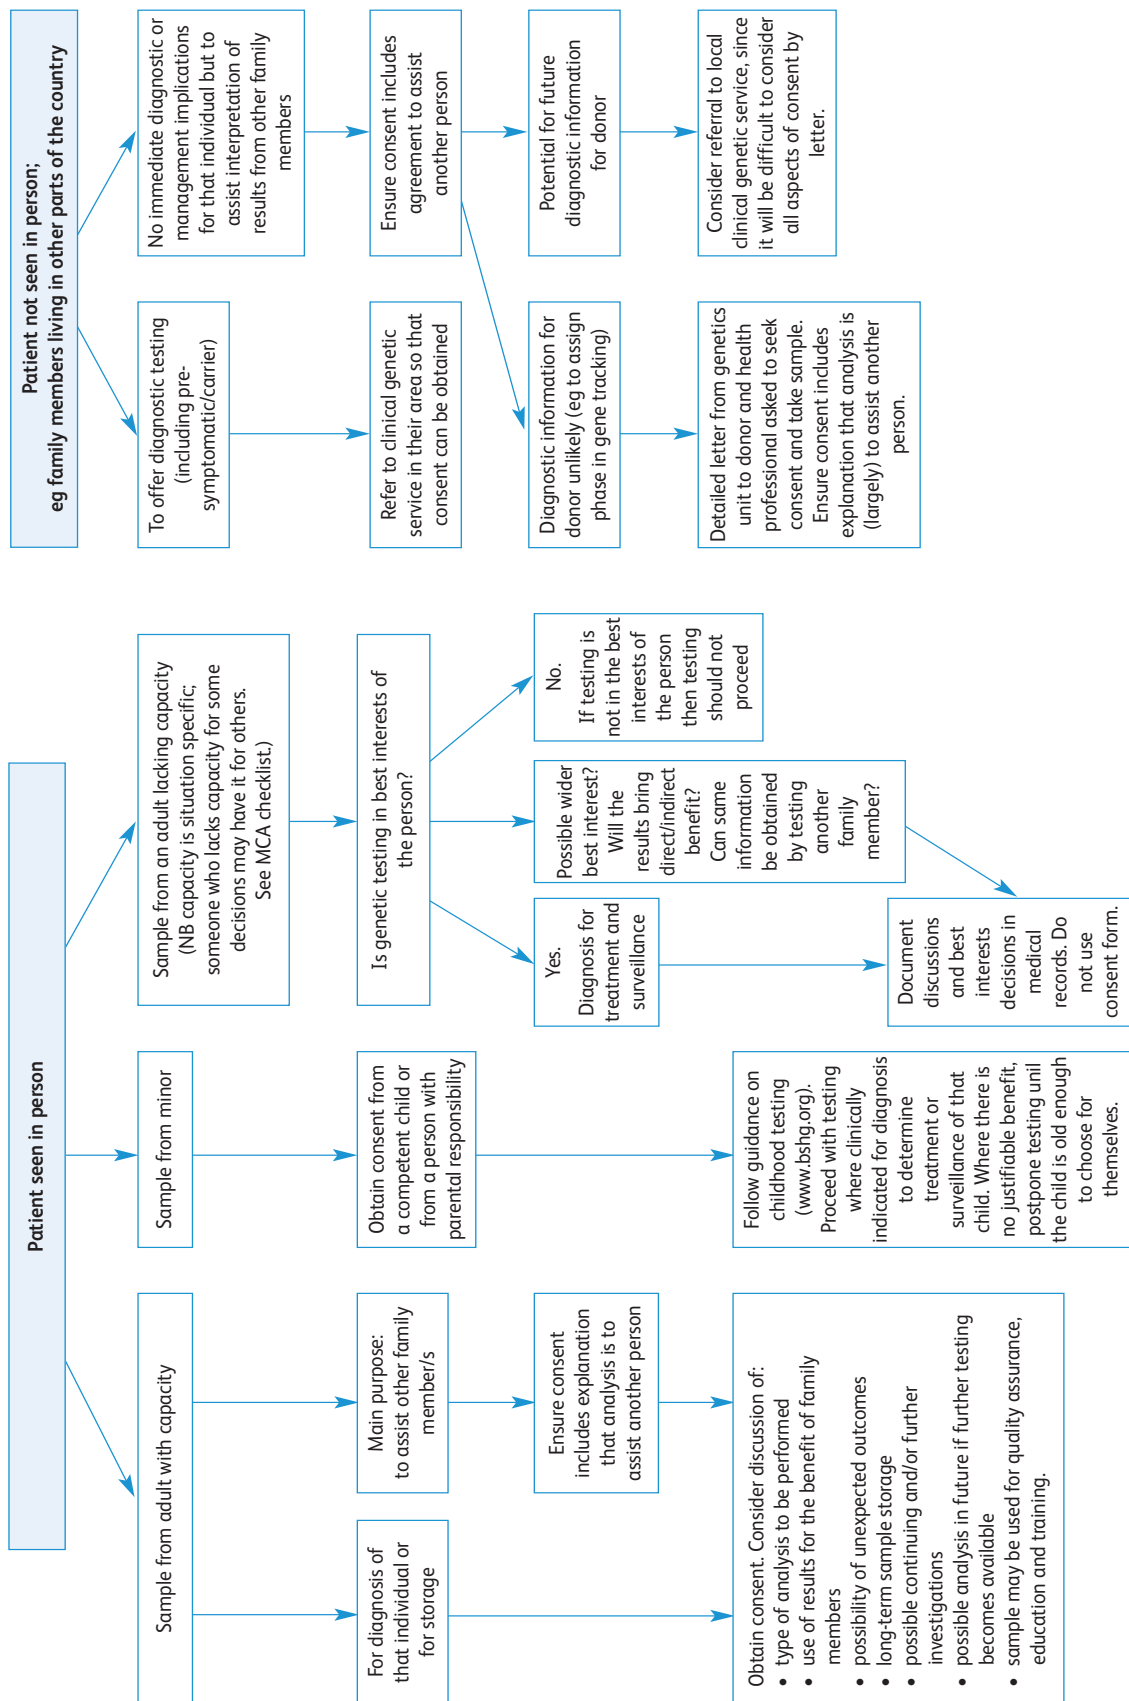 Patient seen in person
Sample from adult with capacity
For diagnosis of
that individual or
for storage
Main purpose:
to assist other family
member/s
Ensure consent
includes explanation
that analysis is to
assist another person
Obtain consent. Consider discussion of:
• type of analysis to be performed
• use of results for the benefit of family
members
• possibility of unexpected outcomes
• long-term sample storage
• possible continuing and/or further
investigations
• possible analysis in future if further testing
becomes available
• sample may be used for quality assurance,
education and training.
Sample from minor
Obtain consent from
a competent child or
from a person with
parental responsibility
Follow guidance on
childhood testing
(www.bshg.org).
Proceed with testing
where clinically
indicated for diagnosis
to determine
treatment or
surveillance of that
child. Where there is
no justifiable benefit,
postpone testing until
the child is old enough
to choose for
themselves.
Sample from an adult lacking capacity
(NB capacity is situation specific;
someone who lacks capacity for some
decisions may have it for others.
See MCA checklist.)
Is genetic testing in best interests of
the person?
Yes.
Diagnosis for
treatment and
surveillance
Possible wider
best interest?
Will the
results bring
direct/indirect
benefit?
Can same
information
be obtained
by testing
another
family
member?
No.
If testing is
not in the best
interests of
the person
then testing
should not
proceed
Document
discussions
and best
interests
decisions in
medical
records. Do
not use
consent form.
Patient not seen in person;
eg family members living in other parts of the country
To offer diagnostic testing
(including pre-
symptomatic/carrier)
Refer to clinical genetic
service in their area so that
consent can be obtained
No immediate diagnostic or
management implications
for that individual but to
assist interpretation of
results from other family
members
Ensure consent includes
agreement to assist
another person
Diagnostic information for
donor unlikely (eg to assign
phase in gene tracking)
Potential for future
diagnostic information
for donor
Detailed letter from genetics
unit to donor and health
professional asked to seek
consent and take sample.
Ensure consent includes
explanation that analysis is
(largely) to assist another
person.
Consider referral to local
clinical genetic service, since
it will be difficult to consider
all aspects of consent by
letter.